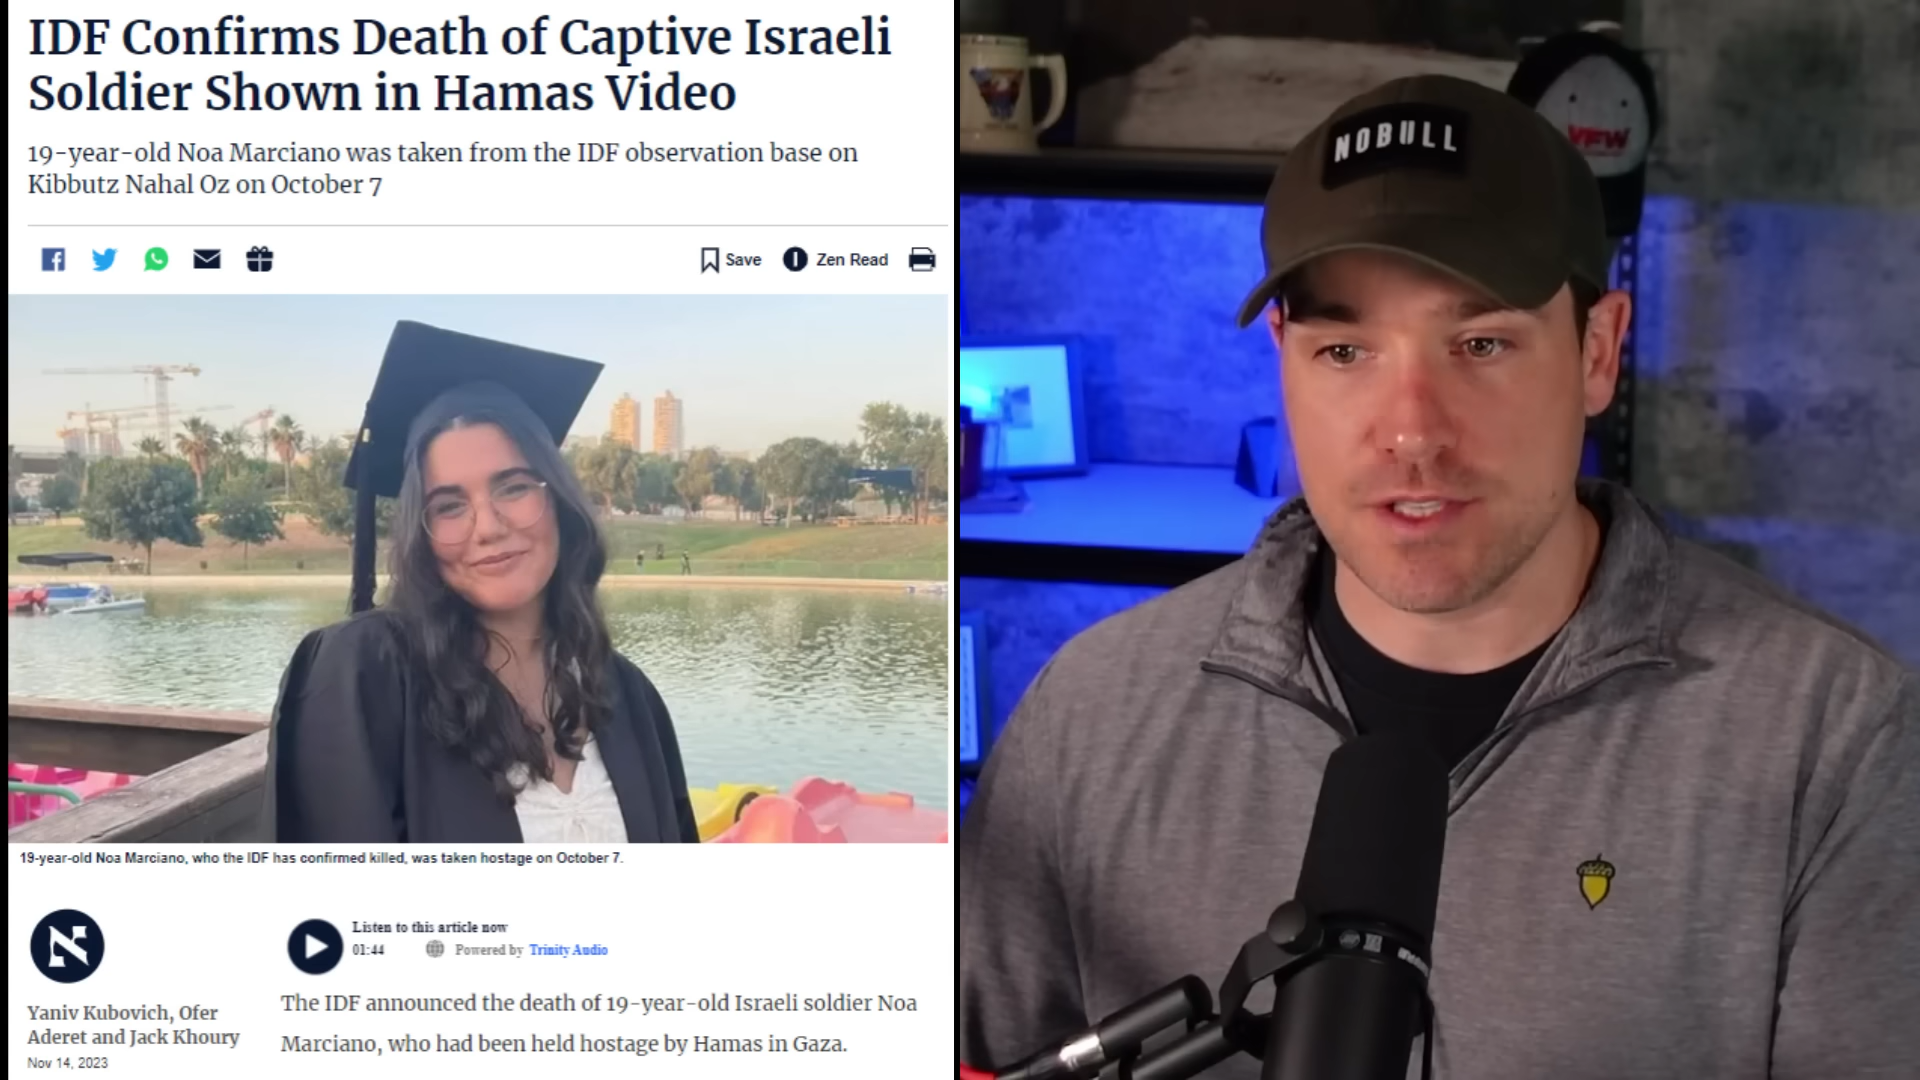 IDF Confirms Death of Captive Israeli
Soldier Shown in Hamas Video
19-year-old Noa Marciano was taken from the IDF observation base on
Kibbutz Nahal Oz on October 7
Save
Zen Read
19-year-old Noa Marciano, who the IDF has confirmed killed, was taken hostage on October 7.
Listen to this article now
01:44
Powered by Trinity Audio
Yaniv Kubovich, Ofer
Aderet and Jack Khoury
Nov 14, 2023
The IDF announced the death of 19-year-old Israeli soldier Noa
Marciano, who had been held hostage by Hamas in Gaza.
NOBULL
VFW